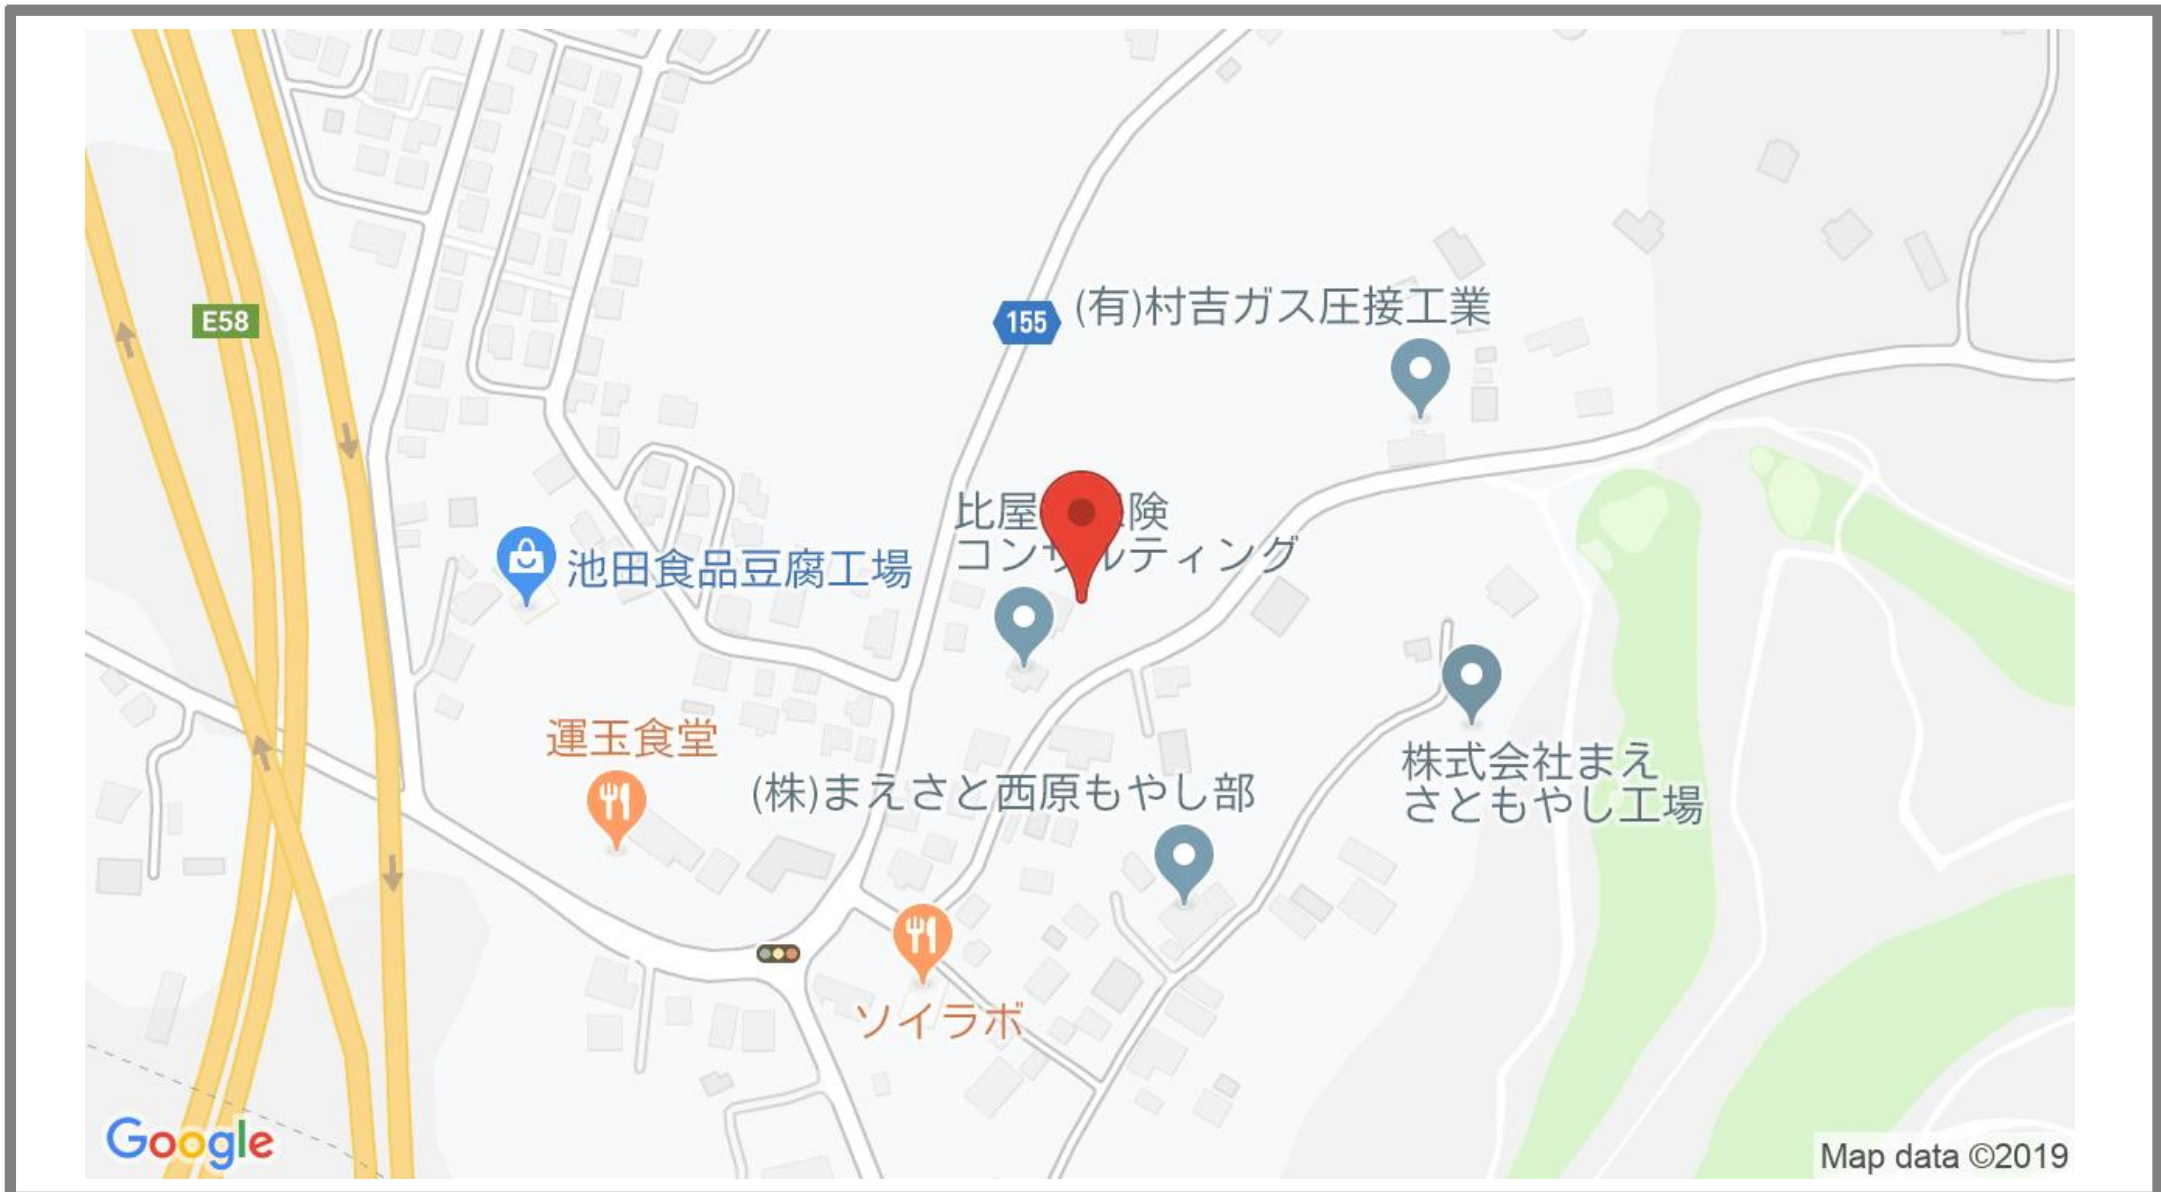 E58
155
(有)村吉ガス圧接工業
比屋
険
コンサルティング
池田食品豆腐工場
運玉食堂
(株)まえさと西原もやし部
株式会社まえ
さともやし工場
ソイラボ
Google
Map data ©2019